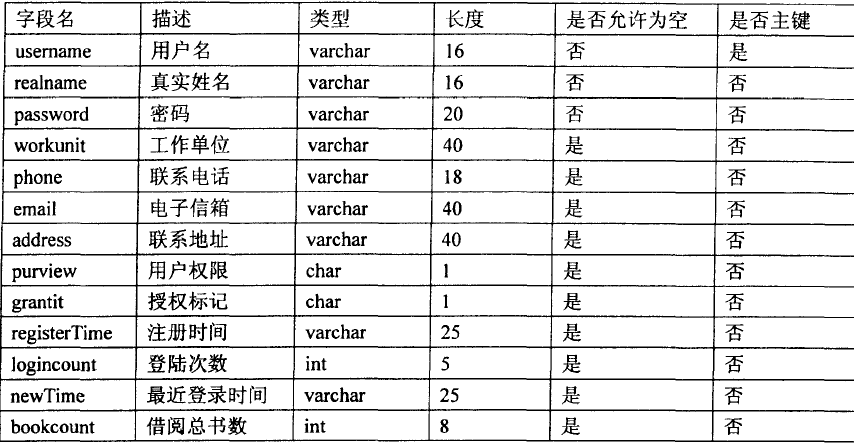 字段名 描述 类型 长度 是否允许为空 是否主键
username 用户名 varchar 16 否 是
realname 真实姓名 varchar 16 否 否
password 密码 varchar 20 否 否
workunit 工作单位 varchar 40 是 否
phone 联系电话 varchar 18 是 否
email 电子信箱 varchar 40 是 否
address 联系地址 varchar 40 是 否
purview 用户权限 char 1 是 否
grantit 授权标记 char 1 是 否
registerTime 注册时间 varchar 25 是 否
logincount 登陆次数 int 5 是 否
newTime 最近登录时间 varchar 25 是 否
bookcount 借阅总书数 int 8 是 否